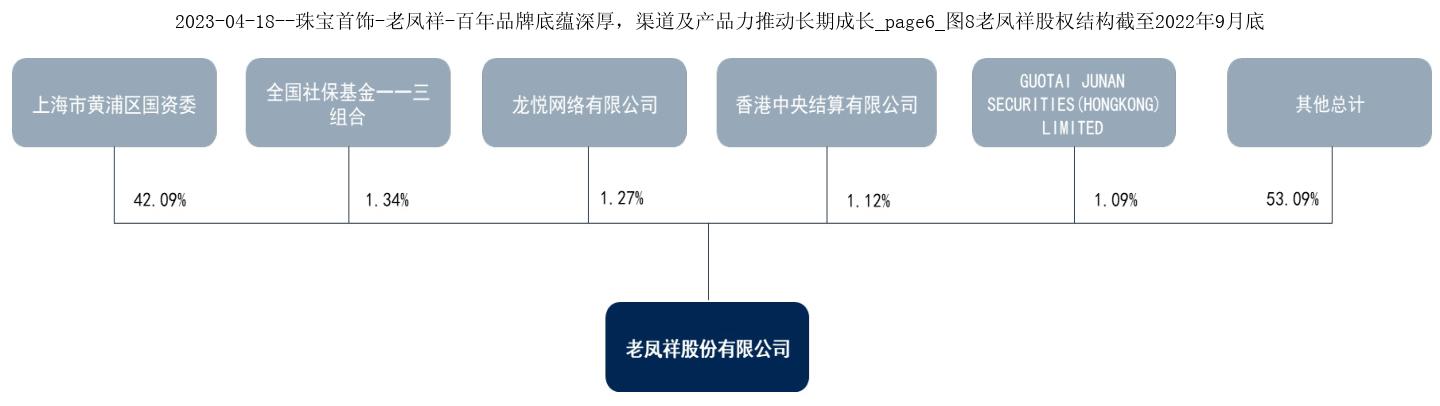 2023-04-18--珠宝首饰-老凤祥-百年品牌底蕴深厚，渠道及产品力推动长期成长_page6_图8老凤祥股权结构截至2022年9月底
上海市黄浦区国资委
全国社保基金一一三
组合
龙悦网络有限公司
香港中央结算有限公司
GUOTAI JUNAN
SECURITIES(HONGKONG)
LIMITED
其他总计
42.09%
1.34%
1.27%
1.12%
1.09%
53.09%
老凤祥股份有限公司